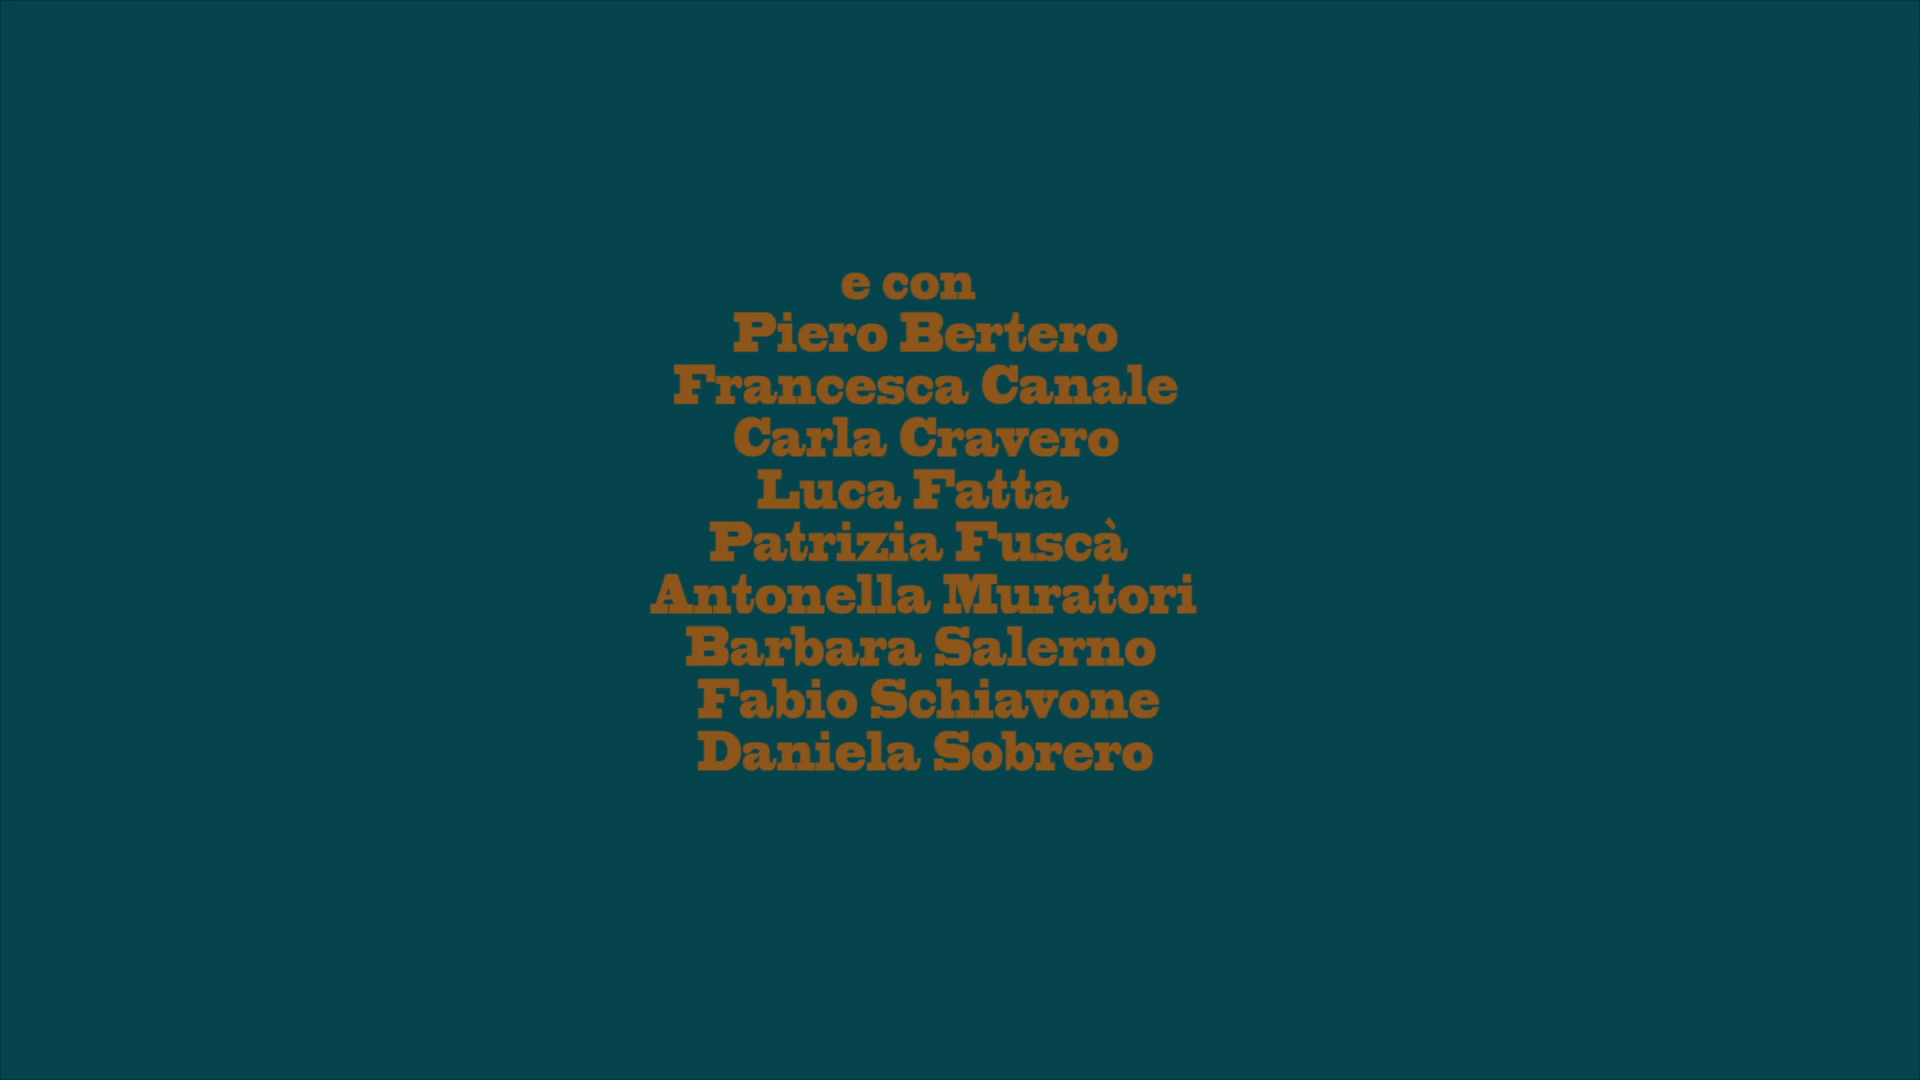 e con
Piero Bertero
Francesca Canale
Carla Cravero
Luca Fatta
Patrizia Fuscà
Antonella Muratori
Barbara Salerno
Fabio Schiavone
Daniela Sobrero